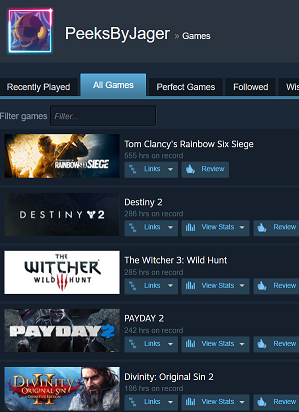 PeeksByJager » Games
Recently Played All Games Perfect Games Followed Wis
Filter games Filter...
TOM CLANCY'S RAINBOW SIX SIEGE
Tom Clancy's Rainbow Six Siege
555 hrs on record
Links Review
DESTINY 2
Destiny 2
286 hrs on record
Links View Stats Review
THE WITCHER III WILD HUNT
The Witcher 3: Wild Hunt
285 hrs on record
Links View Stats Review
PAYDAY 2
PAYDAY 2
242 hrs on record
Links View Stats Review
DIVINITY II ORIGINAL SIN
Divinity: Original Sin 2
186 hrs on record
Links View Stats Review